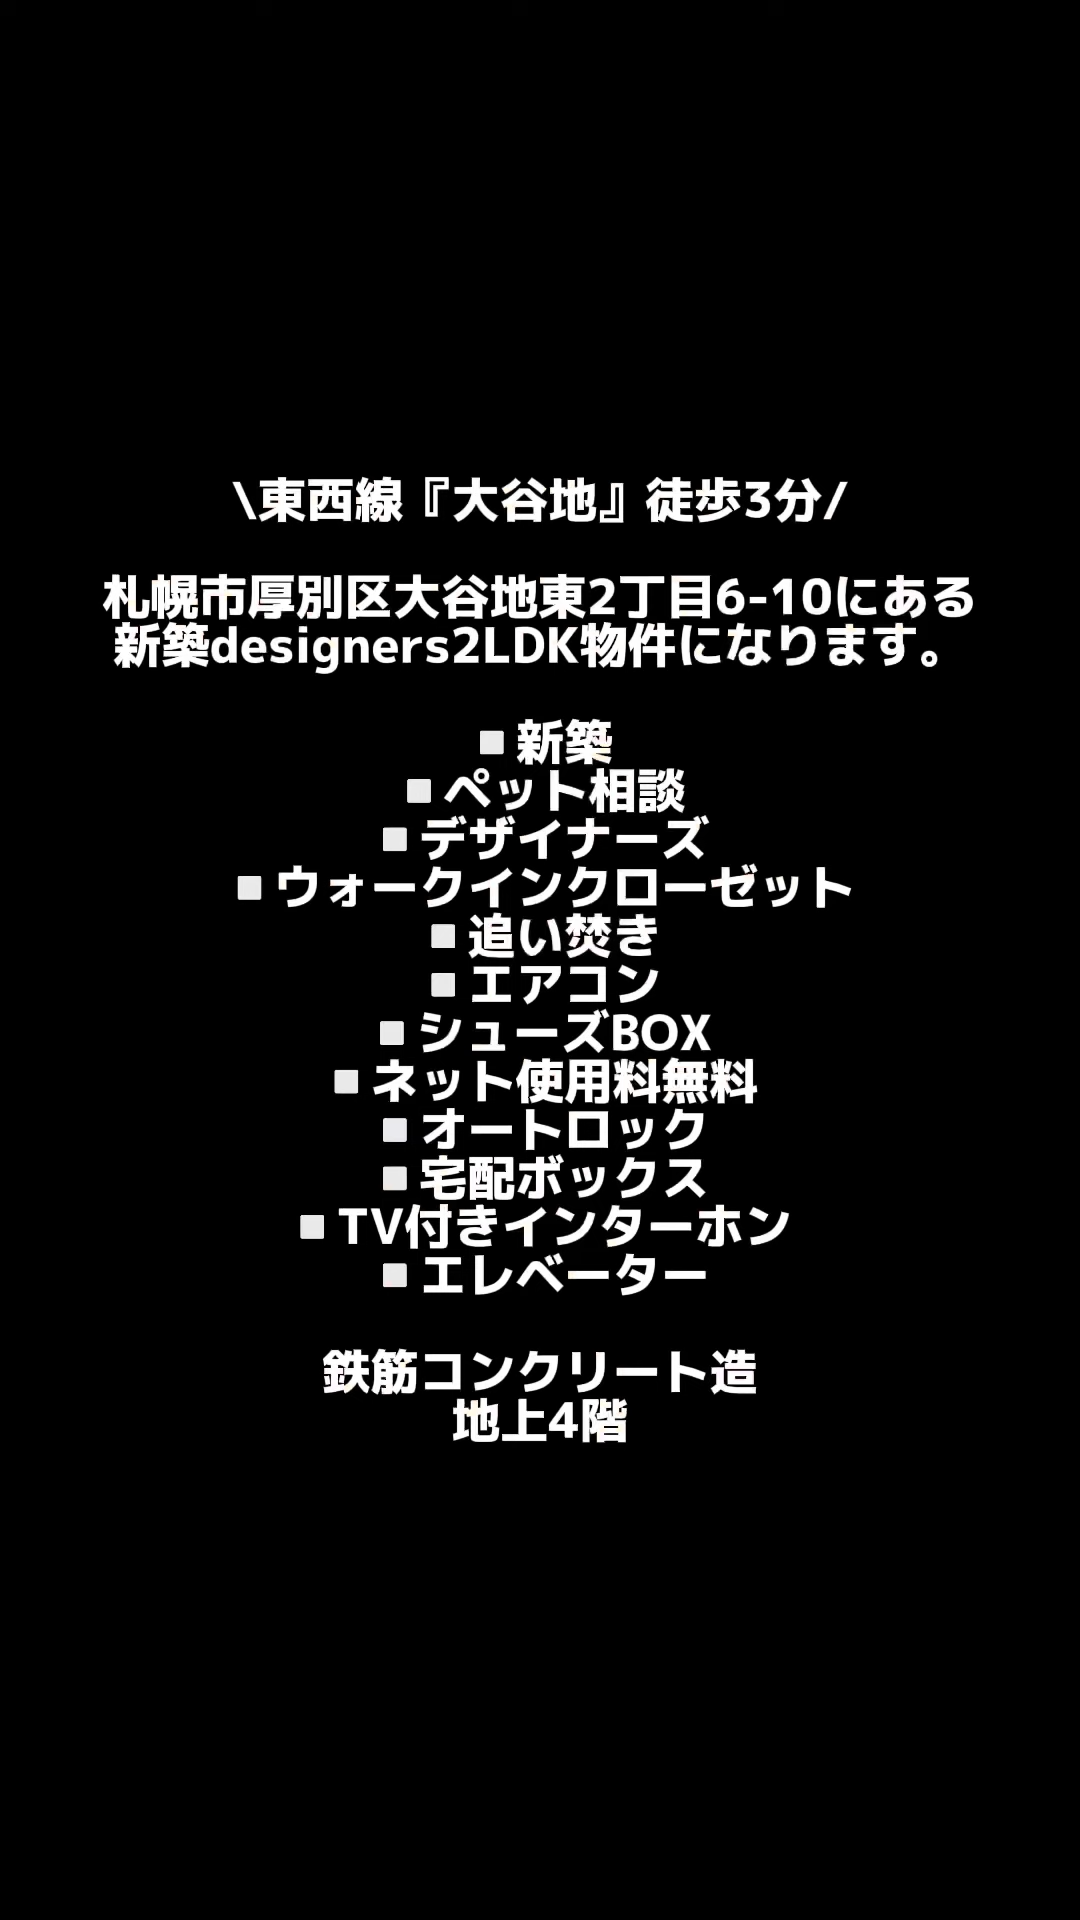 \東西線『大谷地』徒歩3分/
札幌市厚別区大谷地東2丁目6-10にある
新築designers2LDK物件になります。
▫️新築
▫️ペット相談
▫️デザイナーズ
▫️ウォークインクローゼット
▫️追い焚き
▫️エアコン
▫️シューズBOX
▫️ネット使用料無料
▫️オートロック
▫️宅配ボックス
▫️TV付きインターホン
▫️エレベーター
鉄筋コンクリート造
地上4階